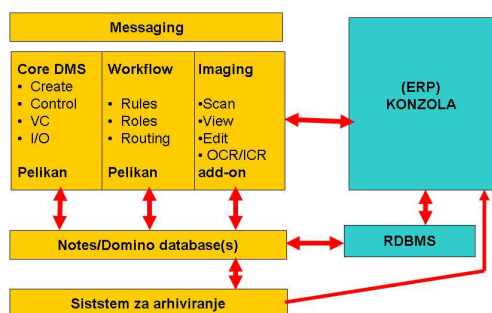 Messaging
Core DMS
• Create
• Control
• VC
• I/O
Pelikan
Workflow
• Rules
• Roles
• Routing
Pelikan
Imaging
•Scan
•View
•Edit
• OCR/ICR
add-on
(ERP)
KONZOLA
Notes/Domino database(s)
RDBMS
Siststem za arhiviranje